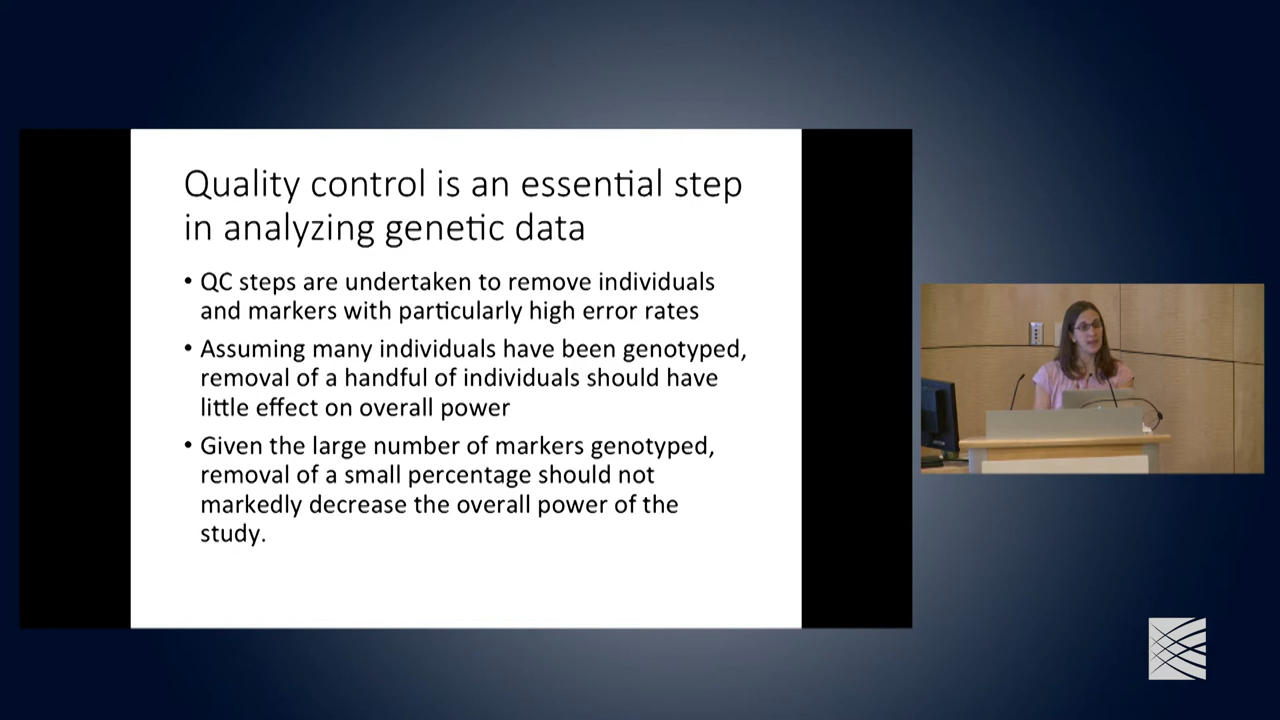 Quality control is an essential step
in analyzing genetic data
• QC steps are undertaken to remove individuals
and markers with particularly high error rates
• Assuming many individuals have been genotyped,
removal of a handful of individuals should have
little effect on overall power
• Given the large number of markers genotyped,
removal of a small percentage should not
markedly decrease the overall power of the
study.